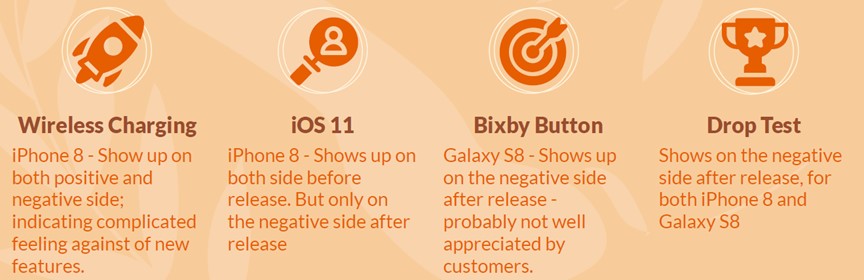 Wireless Charging
iPhone 8 - Show up on
both positive and
negative side;
indicating complicated
feeling against of new
features.
iOS 11
iPhone 8 - Shows up on
both side before
release. But only on
the negative side after
release
Bixby Button
Galaxy S8 - Shows up
on the negative side
after release -
probably not well
appreciated by
customers.
Drop Test
Shows on the negative
side after release, for
both iPhone 8 and
Galaxy S8